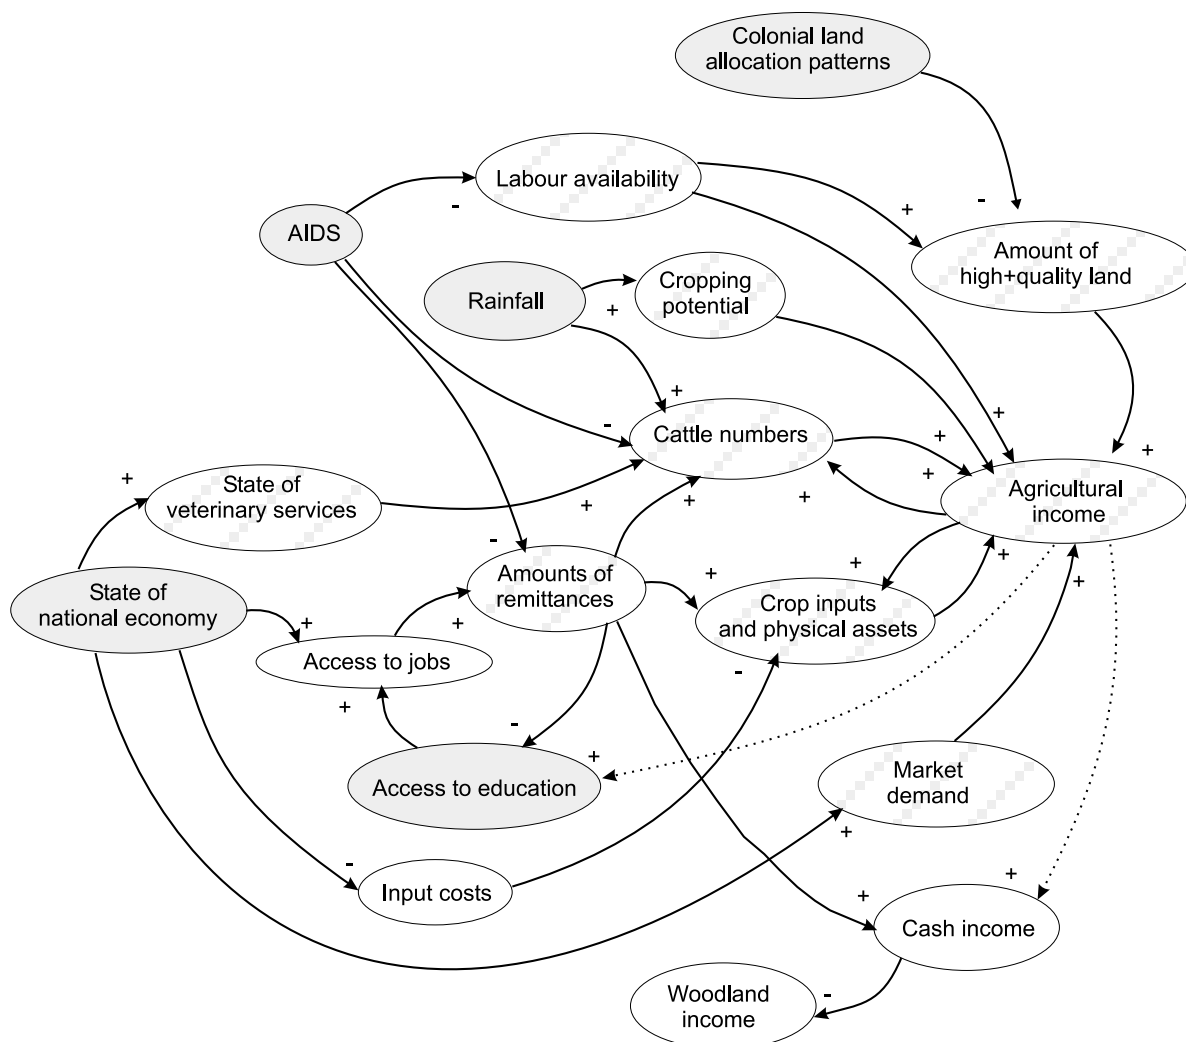 Colonial land
allocation patterns
Labour availability
-
-
+
AIDS
Amount of
high+quality land
Rainfall
+
Cropping
potential
+
-
Cattle numbers
+
+
+
+
+
State of
veterinary services
+
+
+
Agricultural
income
-
Amounts of
remittances
+
+
+
+
State of
national economy
+
+
Crop inputs
and physical assets
Access to jobs
-
+
-
+
Access to education
Market
demand
+
-
Input costs
+
+
Cash income
Woodland
income
-